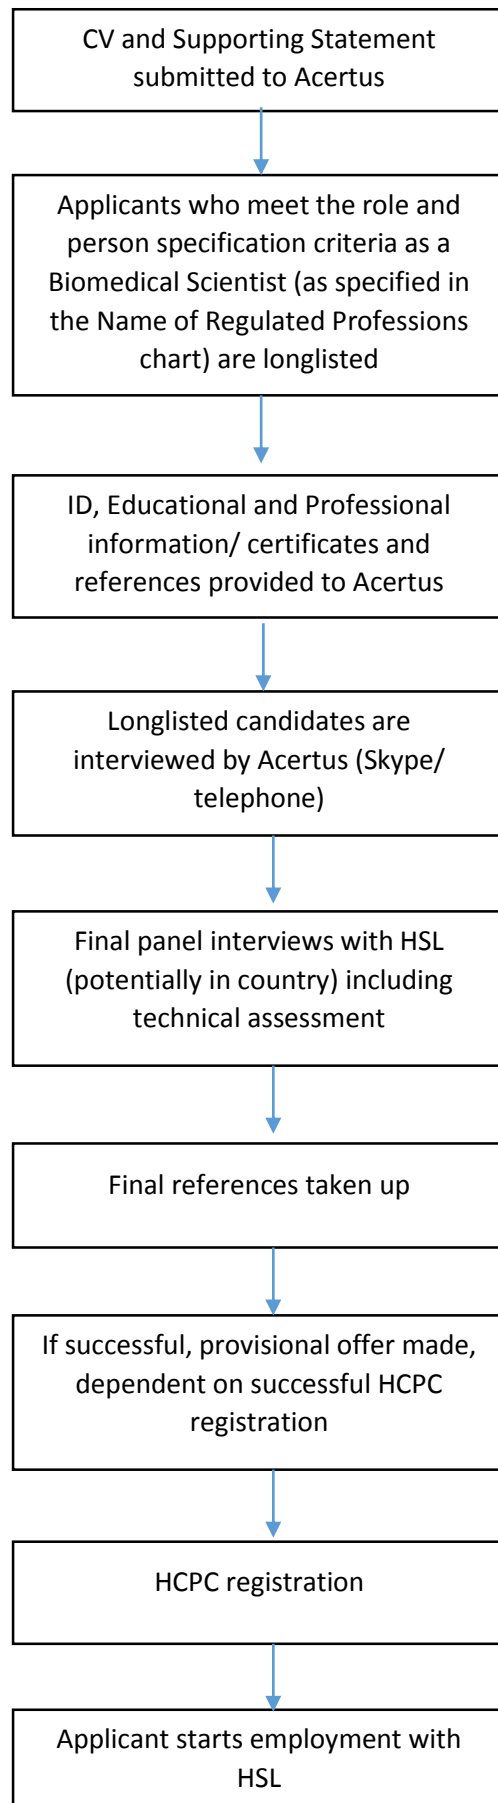 CV and Supporting Statement
submitted to Acertus
Applicants who meet the role and
person specification criteria as a
Biomedical Scientist (as specified in
the Name of Regulated Professions
chart) are longlisted
ID, Educational and Professional
information/ certificates and
references provided to Acertus
Longlisted candidates are
interviewed by Acertus (Skype/
telephone)
Final panel interviews with HSL
(potentially in country) including
technical assessment
Final references taken up
If successful, provisional offer made,
dependent on successful HCPC
registration
HCPC registration
Applicant starts employment with
HSL